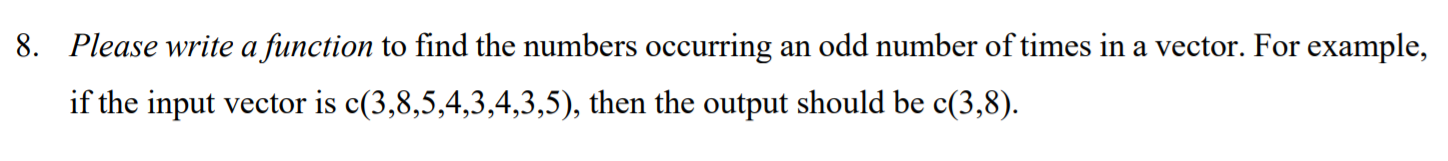 8. Please write a function to find the numbers occurring an odd number of times in a vector. For example,
if the input vector is c(3,8,5,4,3,4,3,5), then the output should be c(3,8).